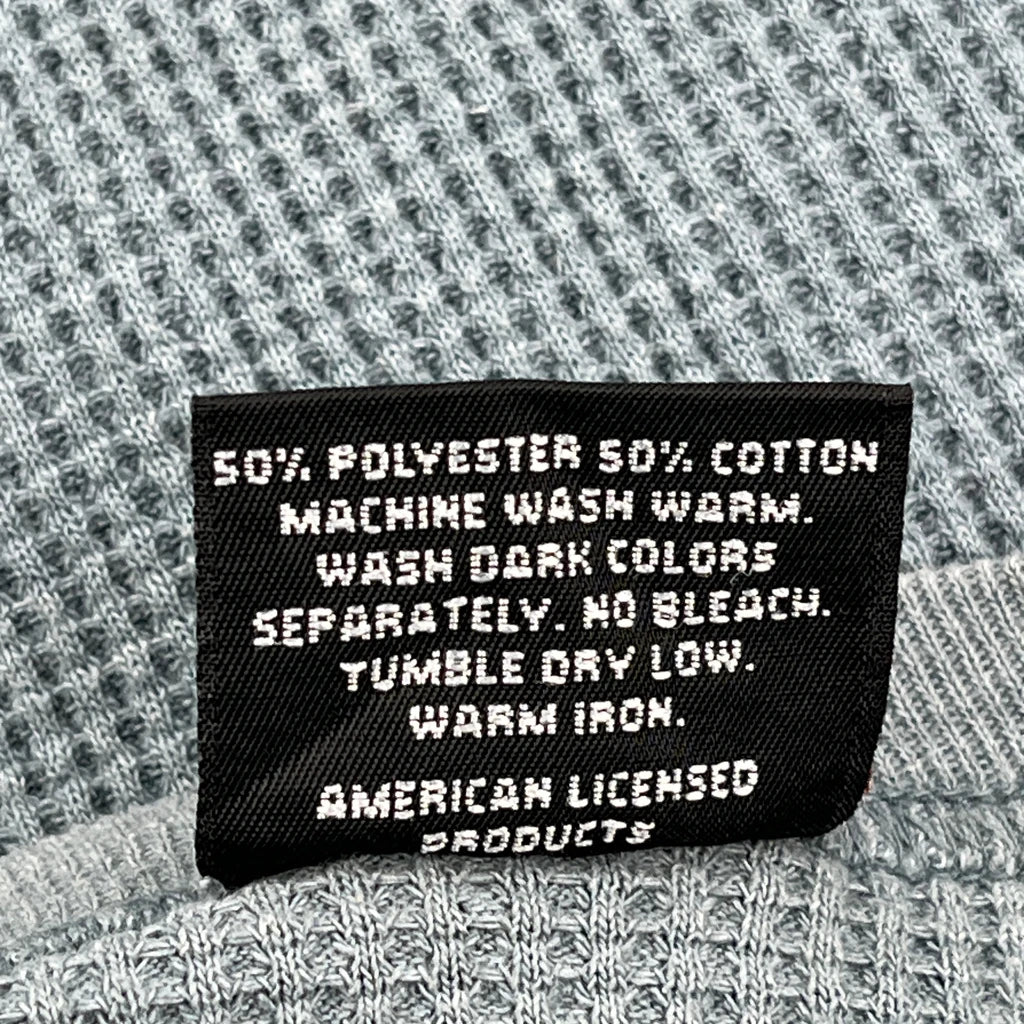 50% POLYESTER 50% COTTON
MACHINE WASH WARM.
WASH DARK COLORS
SEPARATELY. NO BLEACH.
TUMBLE DRY LOW.
WARM IRON.
AMERICAN LICENSED
PRODUCTS